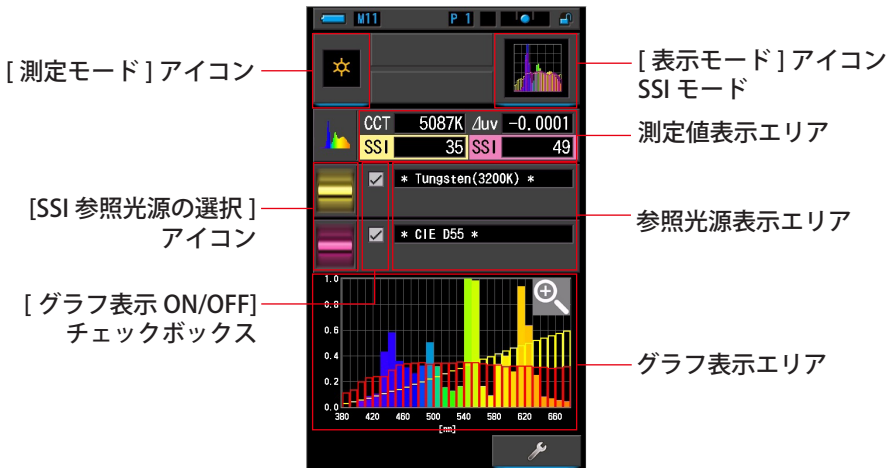 M11 P 1
[ 測定モード ] アイコン
[ 表示モード ] アイコン
SSI モード
CCT 5087K ⊿uv -0.0001
SSI 35 SSI 49
測定値表示エリア
[SSI 参照光源の選択 ]
アイコン
* Tungsten(3200K) *
* CIE D55 *
参照光源表示エリア
[ グラフ表示 ON/OFF]
チェックボックス
1.0
0.8
0.6
0.4
0.2
0.0
380 420 460 500 540 580 620 660
[nm]
グラフ表示エリア